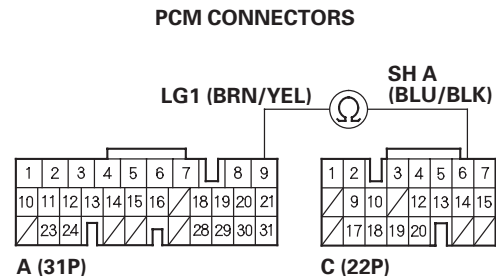 PCM CONNECTORS
LG1 (BRN/YEL)
Ω
SH A
(BLU/BLK)
1 2 3 4 5 6 7 8 9
10 11 12 13 14 15 16 18 19 20 21
23 24 28 29 30 31
A (31P)
1 2 3 4 5 6 7
9 10 12 13 14 15
17 18 19 20 21 22
C (22P)